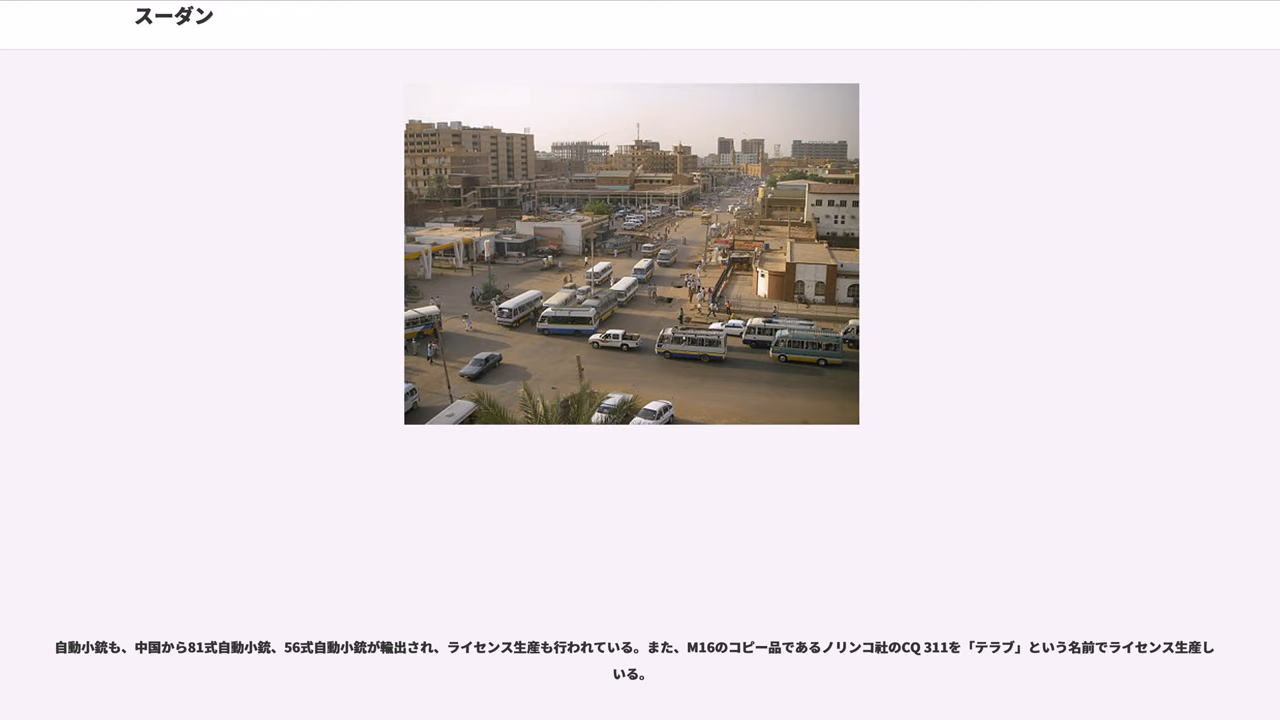 スーダン
自動小銃も、中国から81式自動小銃、56式自動小銃が輸出され、ライセンス生産も行われている。また、M16のコピー品であるノリンコ社のCQ 311を「テラブ」という名前でライセンス生産し
いる。